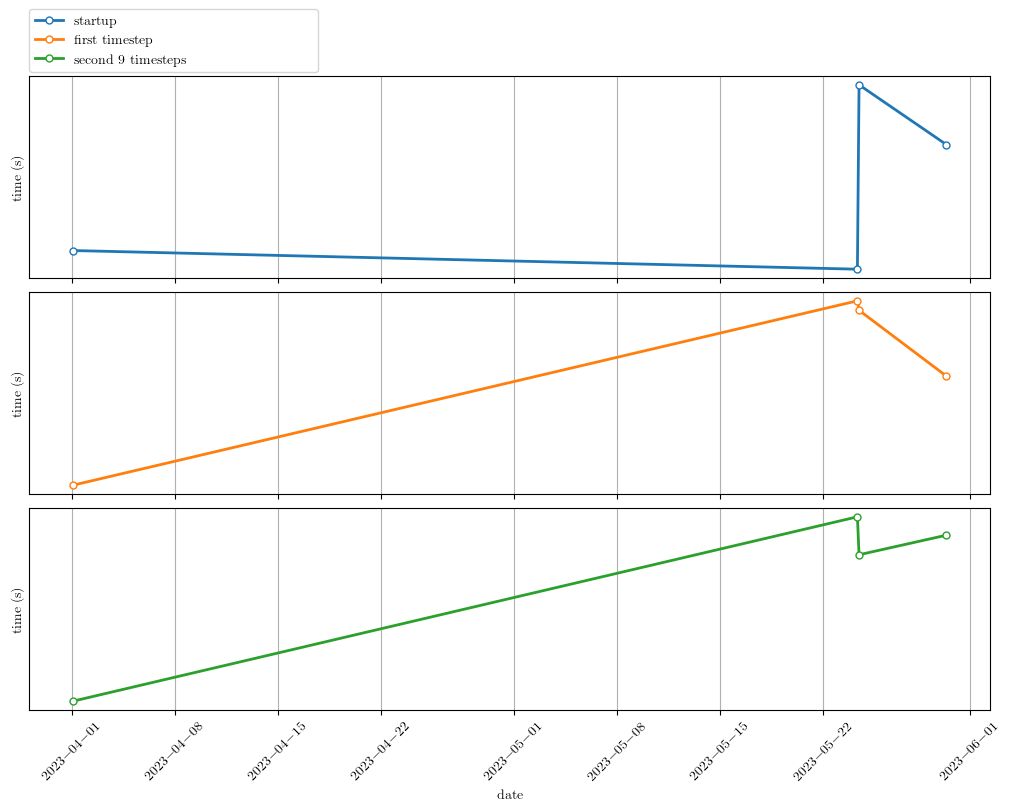 startup
first timestep
second 9 timesteps
time (s)
time (s)
time (s)
2023−04−01
2023−04−08
2023−04−15
2023−04−22
2023−05−01
2023−05−08
2023−05−15
2023−05−22
2023−06−01
date